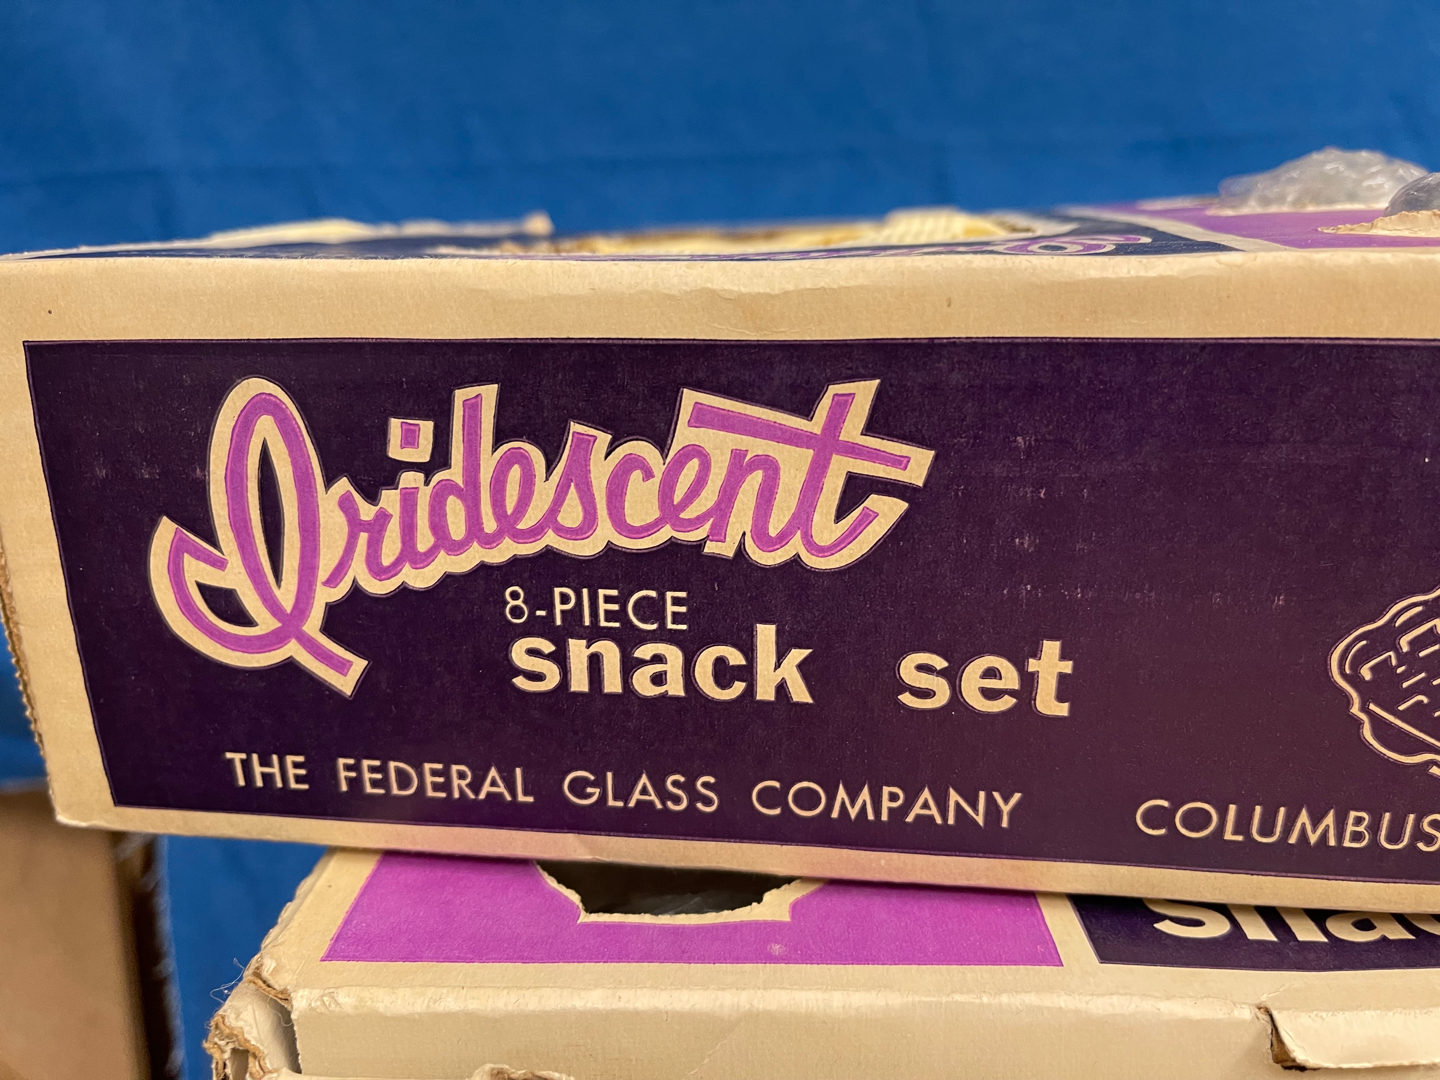 Iridescent
8-PIECE
snack set
THE FEDERAL GLASS COMPANY
COLUMBUS